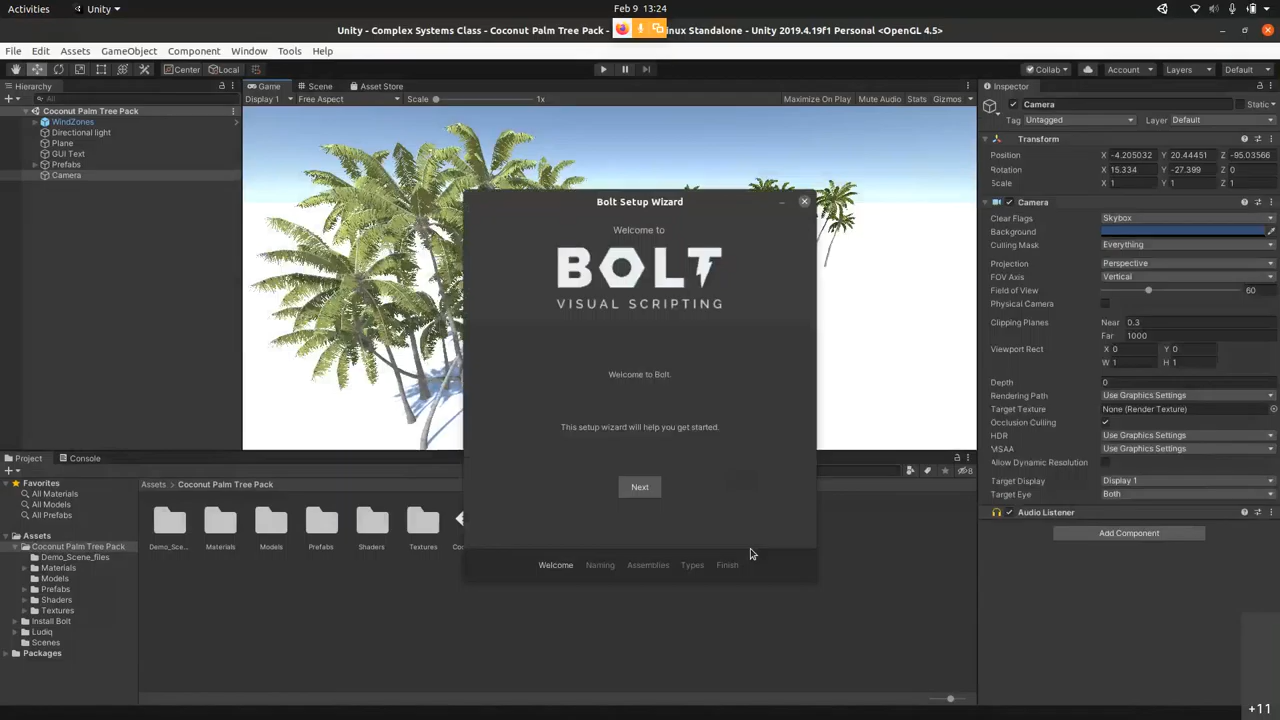 Activities
Unity
Feb 9 13:24
Unity - Complex Systems Class - Coconut Palm Tree Pack - 
inux Standalone - Unity 2019.4.19f1 Personal <OpenGL 4.5>
File Edit Assets GameObject Component Window Tools Help
Center Local
Collab Account Layers Default
Hierarchy
All
Coconut Palm Tree Pack
WindZones
Directional light
Plane
GUI Text
Prefabs
Camera
Game Scene Asset Store
Display 1 Free Aspect Scale 1x Maximize On Play Mute Audio Stats Gizmos
Bolt Setup Wizard
Welcome to
BOLT
VISUAL SCRIPTING
Welcome to Bolt.
This setup wizard will help you get started.
Next
Welcome Naming Assemblies Types Finish
Inspector
Camera Static
Tag Untagged Layer Default
Transform
Position X -4.205032 Y 20.44451 Z -95.03566
Rotation X 15.334 Y -27.399 Z 0
Scale X 1 Y 1 Z 1
Camera
Clear Flags Skybox
Background
Culling Mask Everything
Projection Perspective
FOV Axis Vertical
Field of View 60
Physical Camera
Clipping Planes Near 0.3
Far 1000
Viewport Rect X 0 Y 0
W 1 H 1
Depth 0
Rendering Path Use Graphics Settings
Target Texture None (Render Texture)
Occlusion Culling
HDR Use Graphics Settings
MSAA Use Graphics Settings
Allow Dynamic Resolution
Target Display Display 1
Target Eye Both
Audio Listener
Add Component
Project Console
8
Favorites
All Materials
All Models
All Prefabs
Assets
Coconut Palm Tree Pack
Demo_Scene_files
Materials
Models
Prefabs
Shaders
Textures
Install Bolt
Ludiq
Scenes
Packages
Assets > Coconut Palm Tree Pack
Demo_Sce... Materials Models Prefabs Shaders Textures
+11